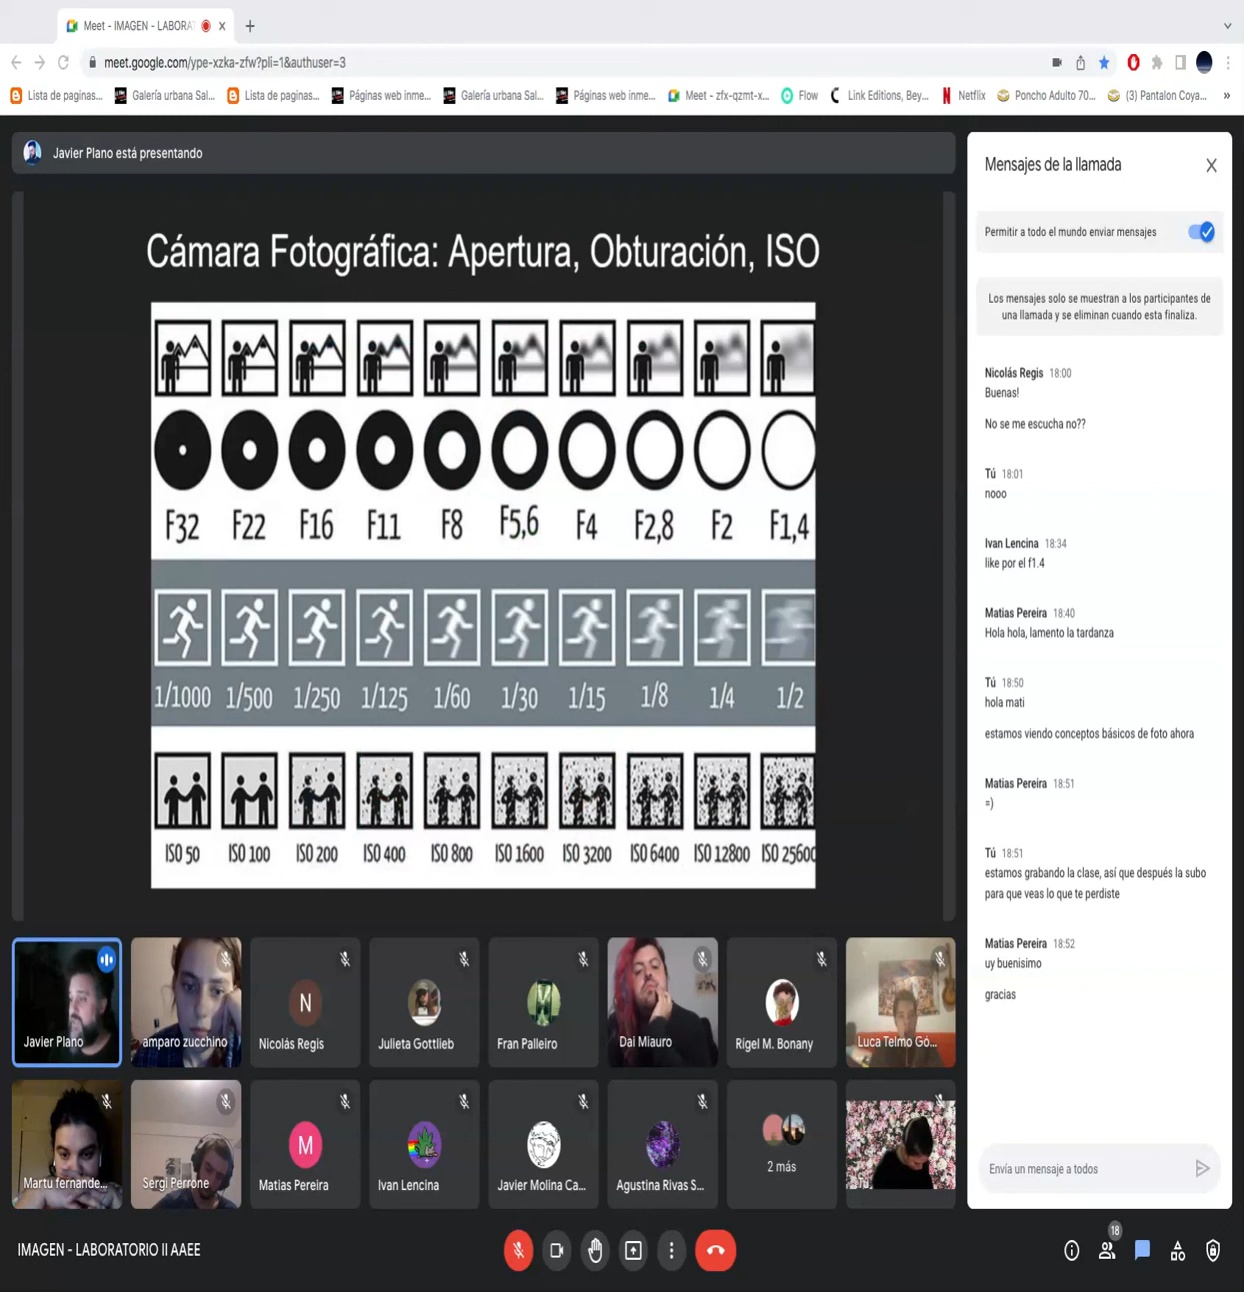 Meet - IMAGEN - LABORA
meet.google.com/ype-xzka-zfw?pli=1&authuser=3
Lista de paginas... Galería urbana Sal... Lista de paginas... Páginas web inme... Galería urbana Sal... Páginas web inme... Meet - zfx-qzmt-x... Flow Link Editions, Bey... Netflix Poncho Adulto 70... (3) Pantalon Coya... »
Javier Plano está presentando
Cámara Fotográfica: Apertura, Obturación, ISO
F32 F22 F16 F11 F8 F5,6 F4 F2,8 F2 F1,4
1/1000 1/500 1/250 1/125 1/60 1/30 1/15 1/8 1/4 1/2
ISO 50 ISO 100 ISO 200 ISO 400 ISO 800 ISO 1600 ISO 3200 ISO 6400 ISO 12800 ISO 25600
Mensajes de la llamada
Permitir a todo el mundo enviar mensajes
Los mensajes solo se muestran a los participantes de
una llamada y se eliminan cuando esta finaliza.
Nicolás Regis 18:00
Buenas!
No se me escucha no??
Tú 18:01
nooo
Ivan Lencina 18:34
like por el f1.4
Matias Pereira 18:40
Hola hola, lamento la tardanza
Tú 18:50
hola mati
estamos viendo conceptos básicos de foto ahora
Matias Pereira 18:51
=)
Tú 18:51
estamos grabando la clase, así que después la subo
para que veas lo que te perdiste
Matias Pereira 18:52
uy buenisimo
gracias
Envía un mensaje a todos
N
Javier Plano amparo zucchino Nicolás Regis Julieta Gottlieb Fran Palleiro Dai Miauro Rigel M. Bonany Luca Telmo Gó...
M
Martu fernande... Sergi Perrone Matias Pereira Ivan Lencina Javier Molina Ca... Agustina Rivas S... 2 más
IMAGEN - LABORATORIO II AAEE
18